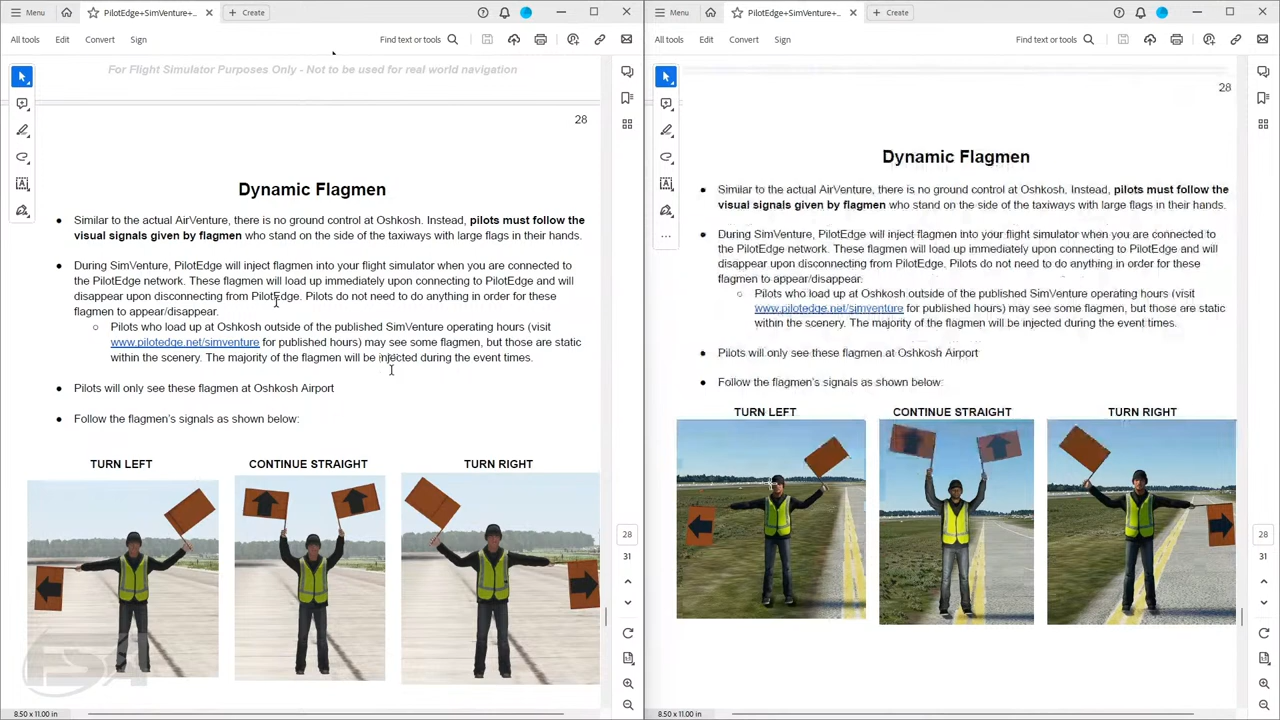 Menu
PilotEdge+SimVenture+...
Create
All tools
Edit
Convert
Sign
Find text or tools
For Flight Simulator Purposes Only - Not to be used for real world navigation
28
Dynamic Flagmen
● Similar to the actual AirVenture, there is no ground control at Oshkosh. Instead, pilots must follow the
visual signals given by flagmen who stand on the side of the taxiways with large flags in their hands.
● During SimVenture, PilotEdge will inject flagmen into your flight simulator when you are connected to
the PilotEdge network. These flagmen will load up immediately upon connecting to PilotEdge and will
disappear upon disconnecting from PilotEdge. Pilots do not need to do anything in order for these
flagmen to appear/disappear.
○ Pilots who load up at Oshkosh outside of the published SimVenture operating hours (visit
www.pilotedge.net/simventure for published hours) may see some flagmen, but those are static
within the scenery. The majority of the flagmen will be injected during the event times.
● Pilots will only see these flagmen at Oshkosh Airport
● Follow the flagmen's signals as shown below:
TURN LEFT
CONTINUE STRAIGHT
TURN RIGHT
FSA
28
31
8.50 x 11.00 in
Menu
PilotEdge+SimVenture+...
Create
All tools
Edit
Convert
Sign
Find text or tools
28
Dynamic Flagmen
● Similar to the actual AirVenture, there is no ground control at Oshkosh, Instead, pilots must follow the
visual signals given by flagmen who stand on the side of the taxiways with large flags in their hands.
● During SimVenture, PilotEdge will inject flagmen into your flight simulator when you are connected to
the PilotEdge network. These flagmen will load up immediately upon connecting to PilotEdge and will
disappear upon disconnecting from PilotEdge. Pilots do not need to do anything in order for these
flagmen to appear/disappear.
○ Pilots who load up at Oshkosh outside of the published SimVenture operating hours (visit
www.pilotedge.net/simventure for published hours) may see some flagmen, but those are static
within the scenery. The majority of the flagmen will be injected during the event times.
● Pilots will only see these flagmen at Oshkosh Airport
● Follow the flagmen's signals as shown below:
TURN LEFT
CONTINUE STRAIGHT
TURN RIGHT
28
31
8.50 x 11.00 in